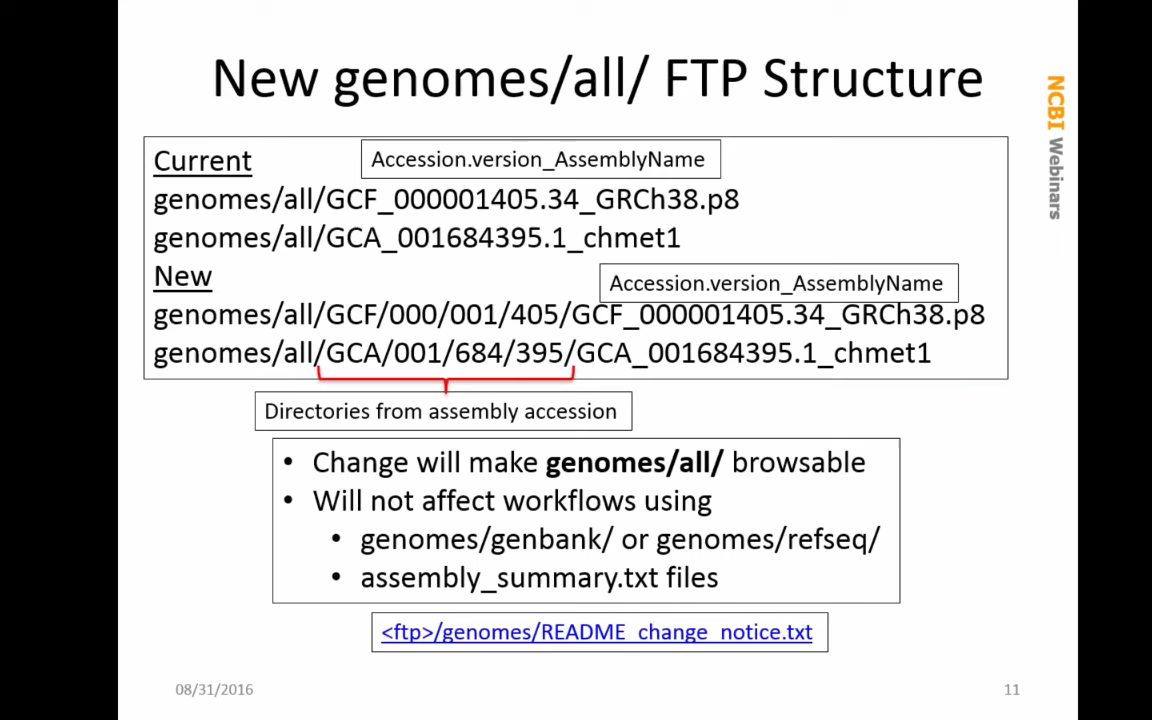 New genomes/all/ FTP Structure
NCBI Webinars
Current
Accession.version_AssemblyName
genomes/all/GCF_000001405.34_GRCh38.p8
genomes/all/GCA_001684395.1_chmet1
New
Accession.version_AssemblyName
genomes/all/GCF/000/001/405/GCF_000001405.34_GRCh38.p8
genomes/all/GCA/001/684/395/GCA_001684395.1_chmet1
Directories from assembly accession
• Change will make genomes/all/ browsable
• Will not affect workflows using
• genomes/genbank/ or genomes/refseq/
• assembly_summary.txt files
<ftp>/genomes/README_change_notice.txt
08/31/2016
11